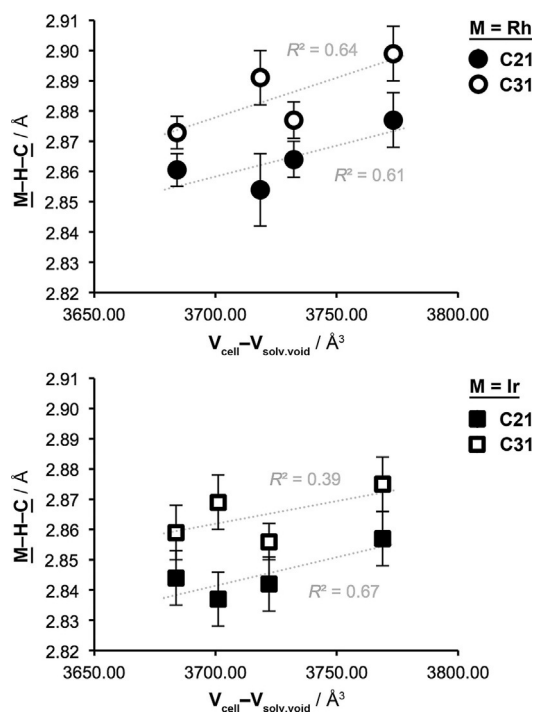 2.91
2.90
2.89
2.88
2.87
2.86
2.85
2.84
2.83
2.82
M–H–C / Å
R² = 0.64
R² = 0.61
3650.00 3700.00 3750.00 3800.00
Vcell–Vsolv.void / Å³
M = Rh
C21
C31
2.91
2.90
2.89
2.88
2.87
2.86
2.85
2.84
2.83
2.82
M–H–C / Å
R² = 0.39
R² = 0.67
3650.00 3700.00 3750.00 3800.00
Vcell–Vsolv.void / Å³
M = Ir
C21
C31